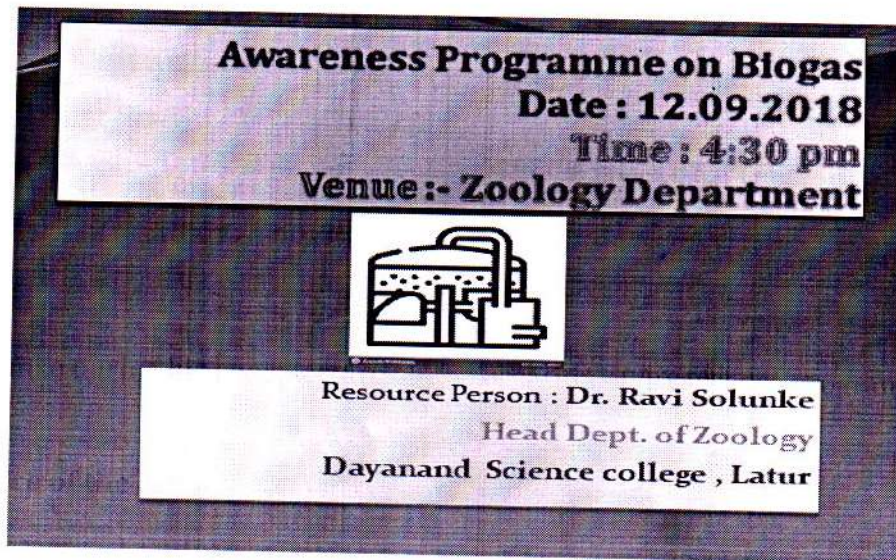 Awareness Programme on Biogas
Date : 12.09.2018
Time : 4:30 pm
Venue :- Zoology Department
Resource Person : Dr. Ravi Solunke
Head Dept. of Zoology
Dayanand Science college , Latur